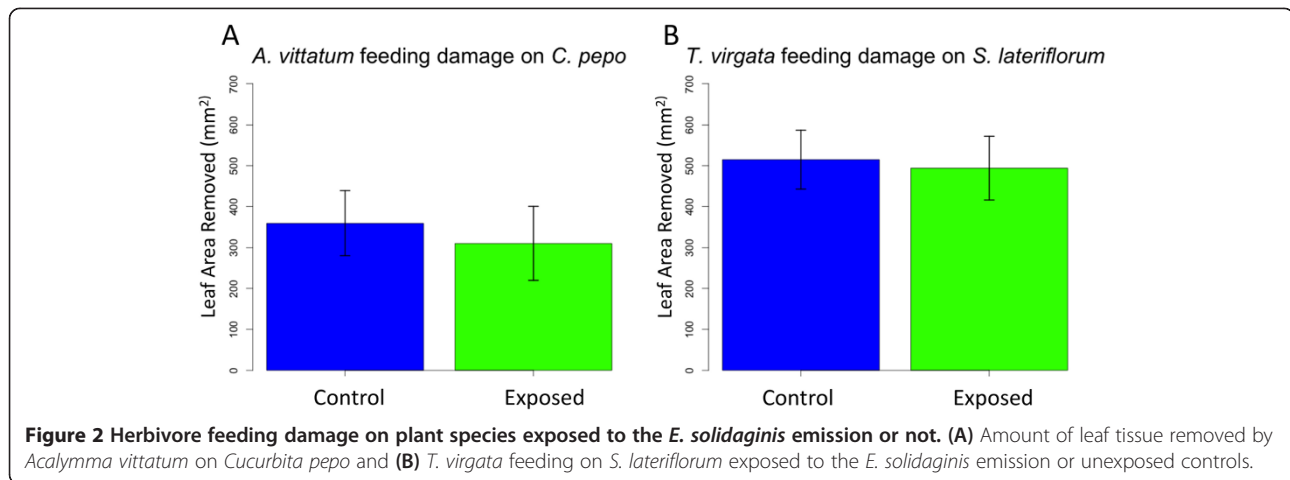 A
A. vittatum feeding damage on C. pepo
Leaf Area Removed (mm²)
700
600
500
400
300
200
100
0
Control
Exposed
B
T. virgata feeding damage on S. lateriflorum
Leaf Area Removed (mm²)
700
600
500
400
300
200
100
0
Control
Exposed
Figure 2 Herbivore feeding damage on plant species exposed to the E. solidaginis emission or not. (A) Amount of leaf tissue removed by
Acalymma vittatum on Cucurbita pepo and (B) T. virgata feeding on S. lateriflorum exposed to the E. solidaginis emission or unexposed controls.